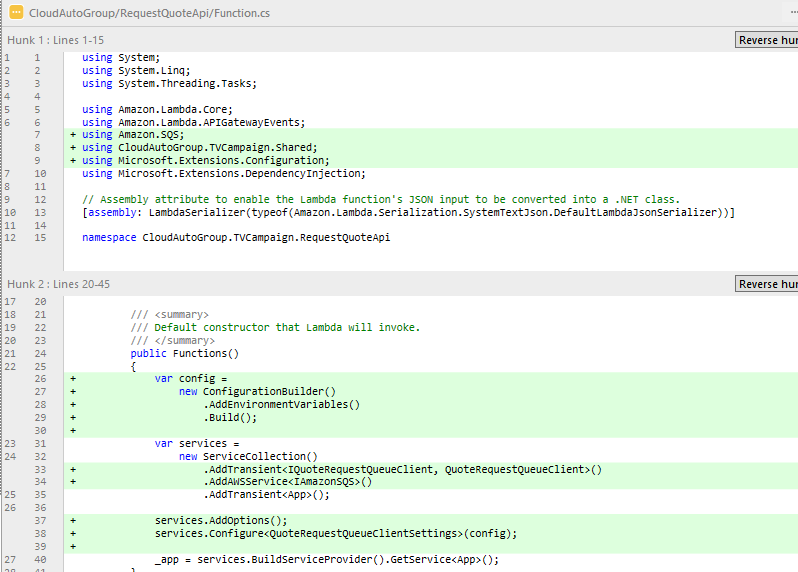 CloudAutoGroup/RequestQuoteApi/Function.cs
Hunk 1 : Lines 1-15
Reverse hun
1 1 using System;
2 2 using System.Linq;
3 3 using System.Threading.Tasks;
4 4
5 5 using Amazon.Lambda.Core;
6 6 using Amazon.Lambda.APIGatewayEvents;
7 + using Amazon.SQS;
8 + using CloudAutoGroup.TVCampaign.Shared;
9 + using Microsoft.Extensions.Configuration;
7 10 using Microsoft.Extensions.DependencyInjection;
8 11
9 12 // Assembly attribute to enable the Lambda function's JSON input to be converted into a .NET class.
10 13 [assembly: LambdaSerializer(typeof(Amazon.Lambda.Serialization.SystemTextJson.DefaultLambdaJsonSerializer))]
11 14
12 15 namespace CloudAutoGroup.TVCampaign.RequestQuoteApi
Hunk 2 : Lines 20-45
Reverse hun
17 20
18 21 /// <summary>
19 22 /// Default constructor that Lambda will invoke.
20 23 /// </summary>
21 24 public Functions()
22 25 {
26 + var config =
27 + new ConfigurationBuilder()
28 + .AddEnvironmentVariables()
29 + .Build();
30 +
23 31 var services =
24 32 new ServiceCollection()
33 + .AddTransient<IQuoteRequestQueueClient, QuoteRequestQueueClient>()
34 + .AddAWSService<IAmazonSQS>()
25 35 .AddTransient<App>();
26 36
37 + services.AddOptions();
38 + services.Configure<QuoteRequestQueueClientSettings>(config);
39 +
27 40 _app = services.BuildServiceProvider().GetService<App>();